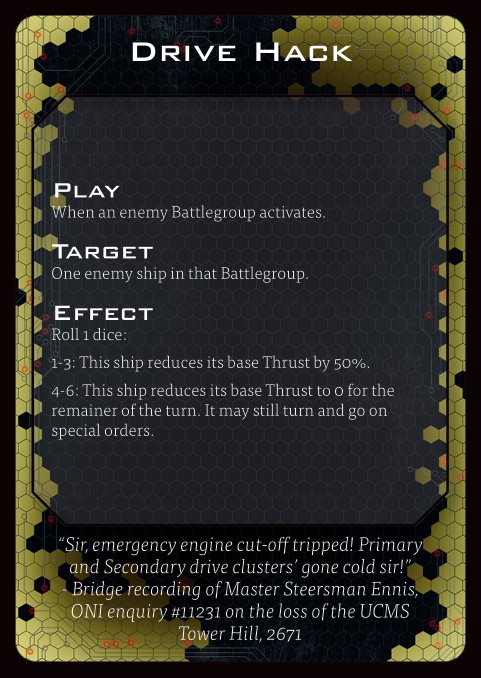 Drive Hack
Play
When an enemy Battlegroup activates.
Target
One enemy ship in that Battlegroup.
Effect
Roll 1 dice:
1-3: This ship reduces its base Thrust by 50%.
4-6: This ship reduces its base Thrust to 0 for the
remainer of the turn. It may still turn and go on
special orders.
“Sir, emergency engine cut-off tripped! Primary
and Secondary drive clusters’ gone cold sir!”
- Bridge recording of Master Steersman Ennis,
ONI enquiry #11231 on the loss of the UCMS
Tower Hill, 2671